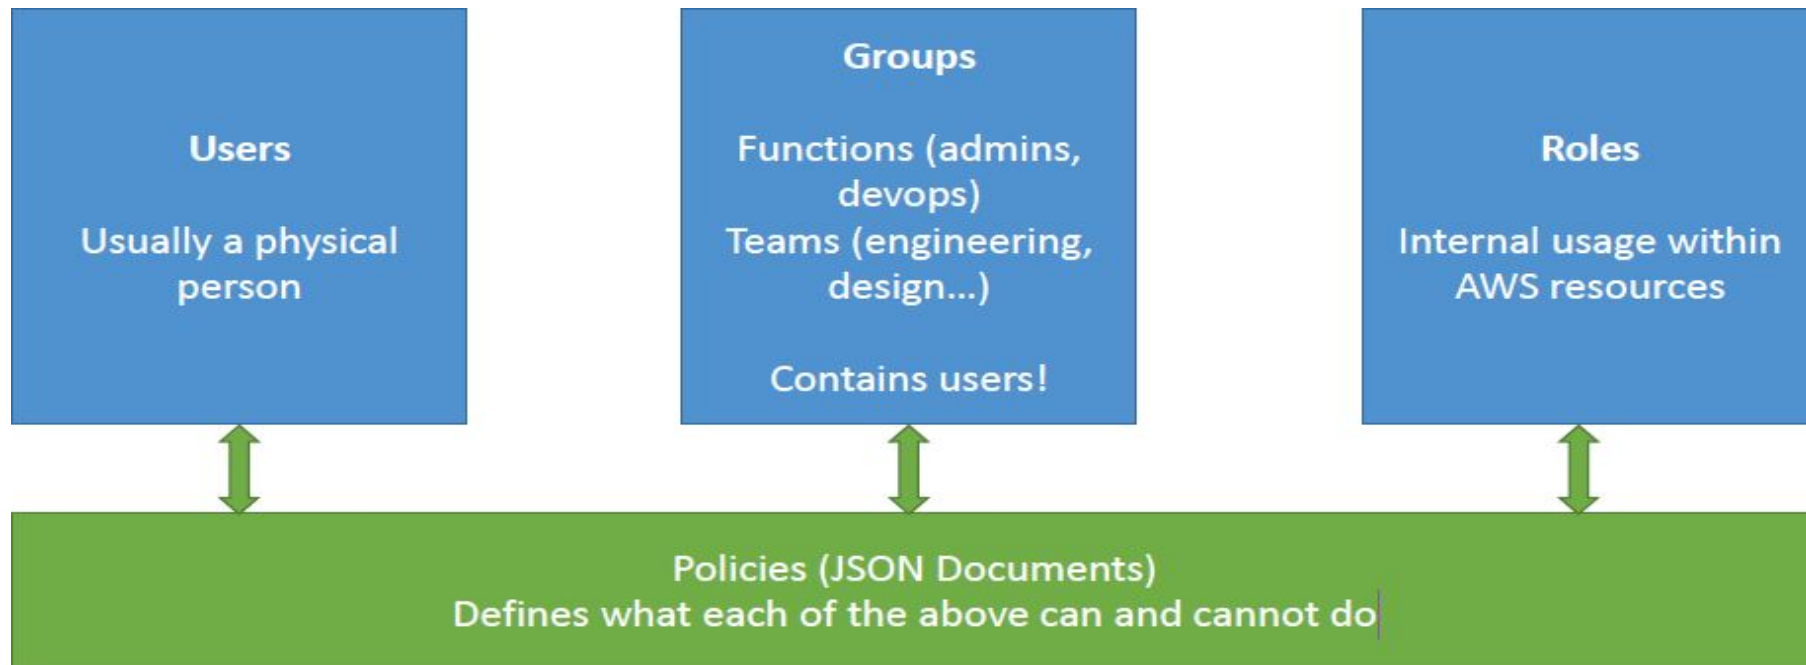 Users
Usually a physical
person
Groups
Functions (admins,
devops)
Teams (engineering,
design...)
Contains users!
Roles
Internal usage within
AWS resources
Policies (JSON Documents)
Defines what each of the above can and cannot do